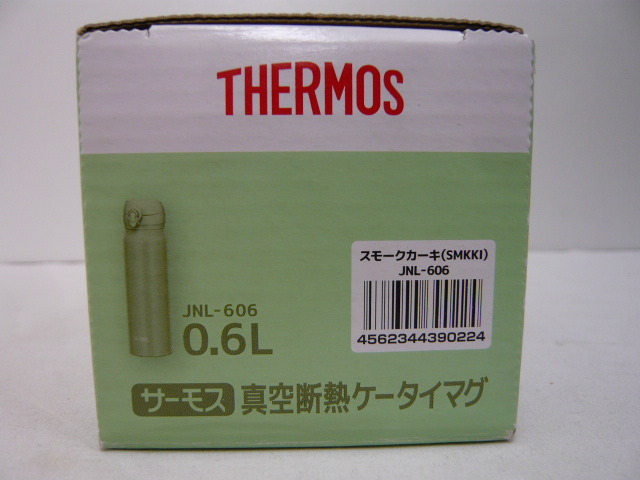 THERMOS
スモークカーキ(SMKKI)
JNL-606
4562344390224
JNL-606
0.6L
サーモス 真空断熱ケータイマグ